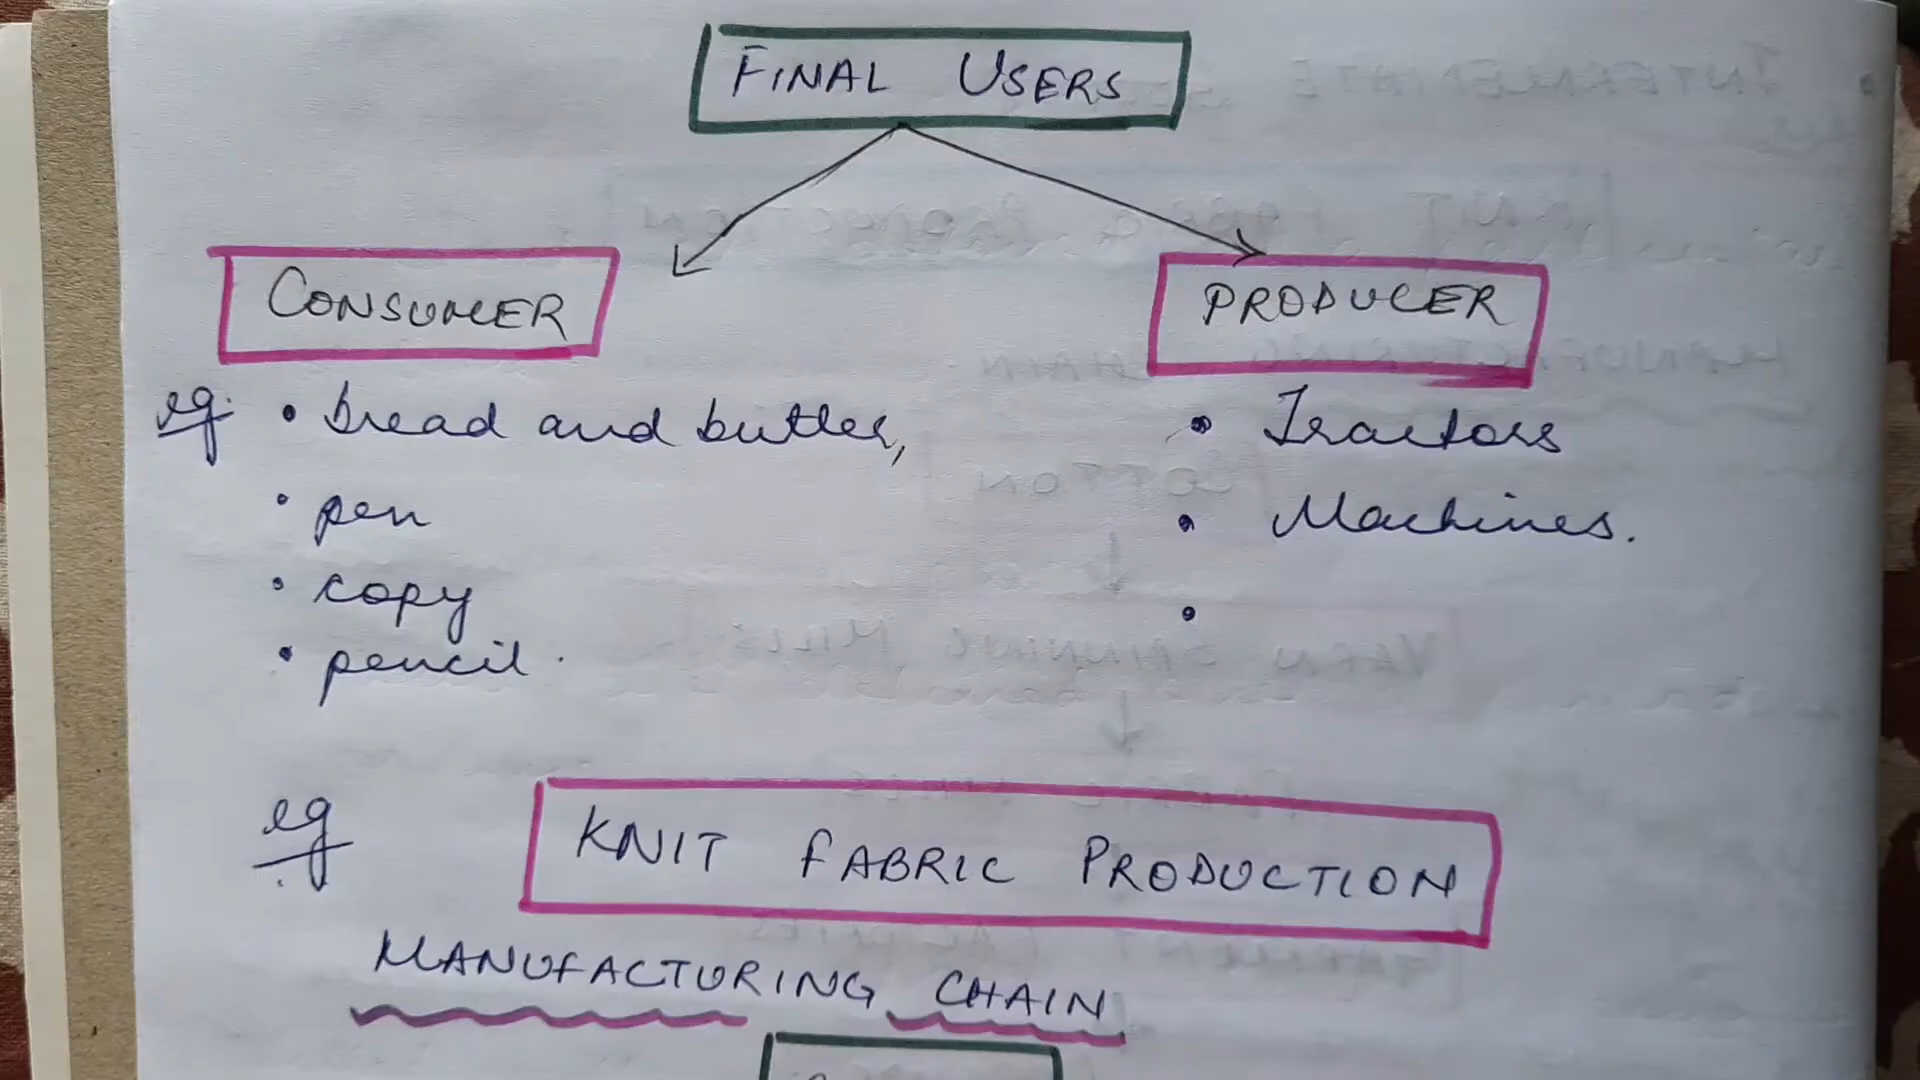 FINAL USERS
CONSUMER
PRODUCER
eg. • bread and butter,
• pen
• copy
• pencil.
• Tractors
• Machines.
•
eg
KNIT FABRIC PRODUCTION
MANUFACTURING CHAIN